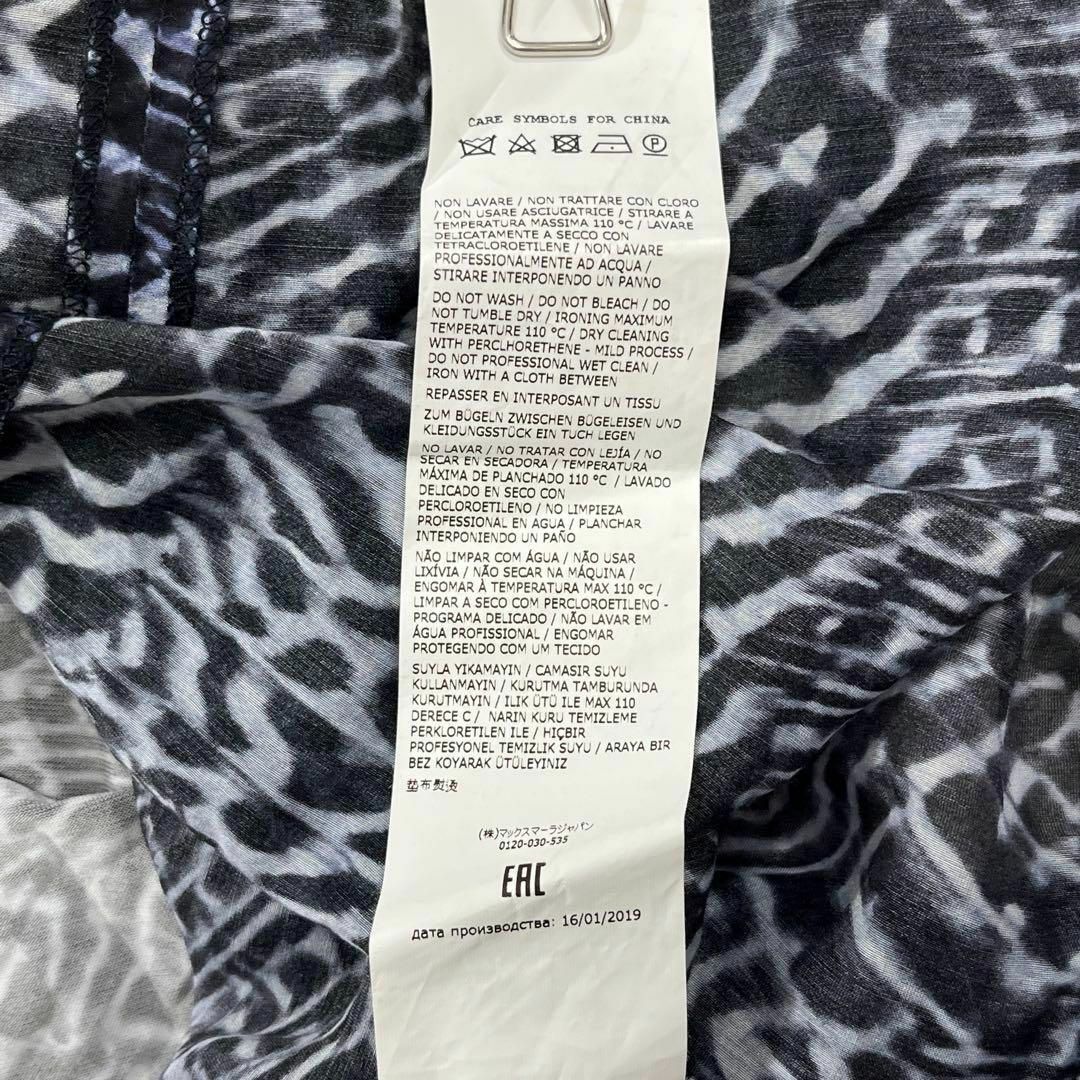 CARE SYMBOLS FOR CHINA
P
NON LAVARE / NON TRATTARE CON CLORO
/ NON USARE ASCIUGATRICE / STIRARE A
TEMPERATURA MASSIMA 110 °C / LAVARE
DELICATAMENTE A SECCO CON
TETRACLOROETILENE / NON LAVARE
PROFESSIONALMENTE AD ACQUA /
STIRARE INTERPONENDO UN PANNO
DO NOT WASH / DO NOT BLEACH / DO
NOT TUMBLE DRY / IRONING MAXIMUM
TEMPERATURE 110 °C / DRY CLEANING
WITH PERCLHORETHENE - MILD PROCESS /
DO NOT PROFESSIONAL WET CLEAN /
IRON WITH A CLOTH BETWEEN
REPASSER EN INTERPOSANT UN TISSU
ZUM BÜGELN ZWISCHEN BÜGELEISEN UND
KLEIDUNGSSTÜCK EIN TUCH LEGEN
NO LAVAR / NO TRATAR CON LEJÍA / NO
SECAR EN SECADORA / TEMPERATURA
MÁXIMA DE PLANCHADO 110 °C / LAVADO
DELICADO EN SECO CON
PERCLOROETILENO / NO LIMPIEZA
PROFESSIONAL EN AGUA / PLANCHAR
INTERPONIENDO UN PAÑO
NÃO LIMPAR COM ÁGUA / NÃO USAR
LIXÍVIA / NÃO SECAR NA MÁQUINA /
ENGOMAR À TEMPERATURA MAX 110 °C /
LIMPAR A SECO COM PERCLOROETILENO -
PROGRAMA DELICADO / NÃO LAVAR EM
ÁGUA PROFISSIONAL / ENGOMAR
PROTEGENDO COM UM TECIDO
SUYLA YIKAMAYIN / CAMASIR SUYU
KULLANMAYIN / KURUTMA TAMBURUNDA
KURUTMAYIN / ILIK ÜTÜ ILE MAX 110
DERECE C / NARIN KURU TEMIZLEME
PERKLORETILEN ILE / HIÇBIR
PROFESYONEL TEMIZLIK SUYU / ARAYA BIR
BEZ KOYARAK ÜTÜLEYINIZ
垫布熨烫
(株)マックスマーラジャパン
0120-030-535
EAC
дата производства: 16/01/2019